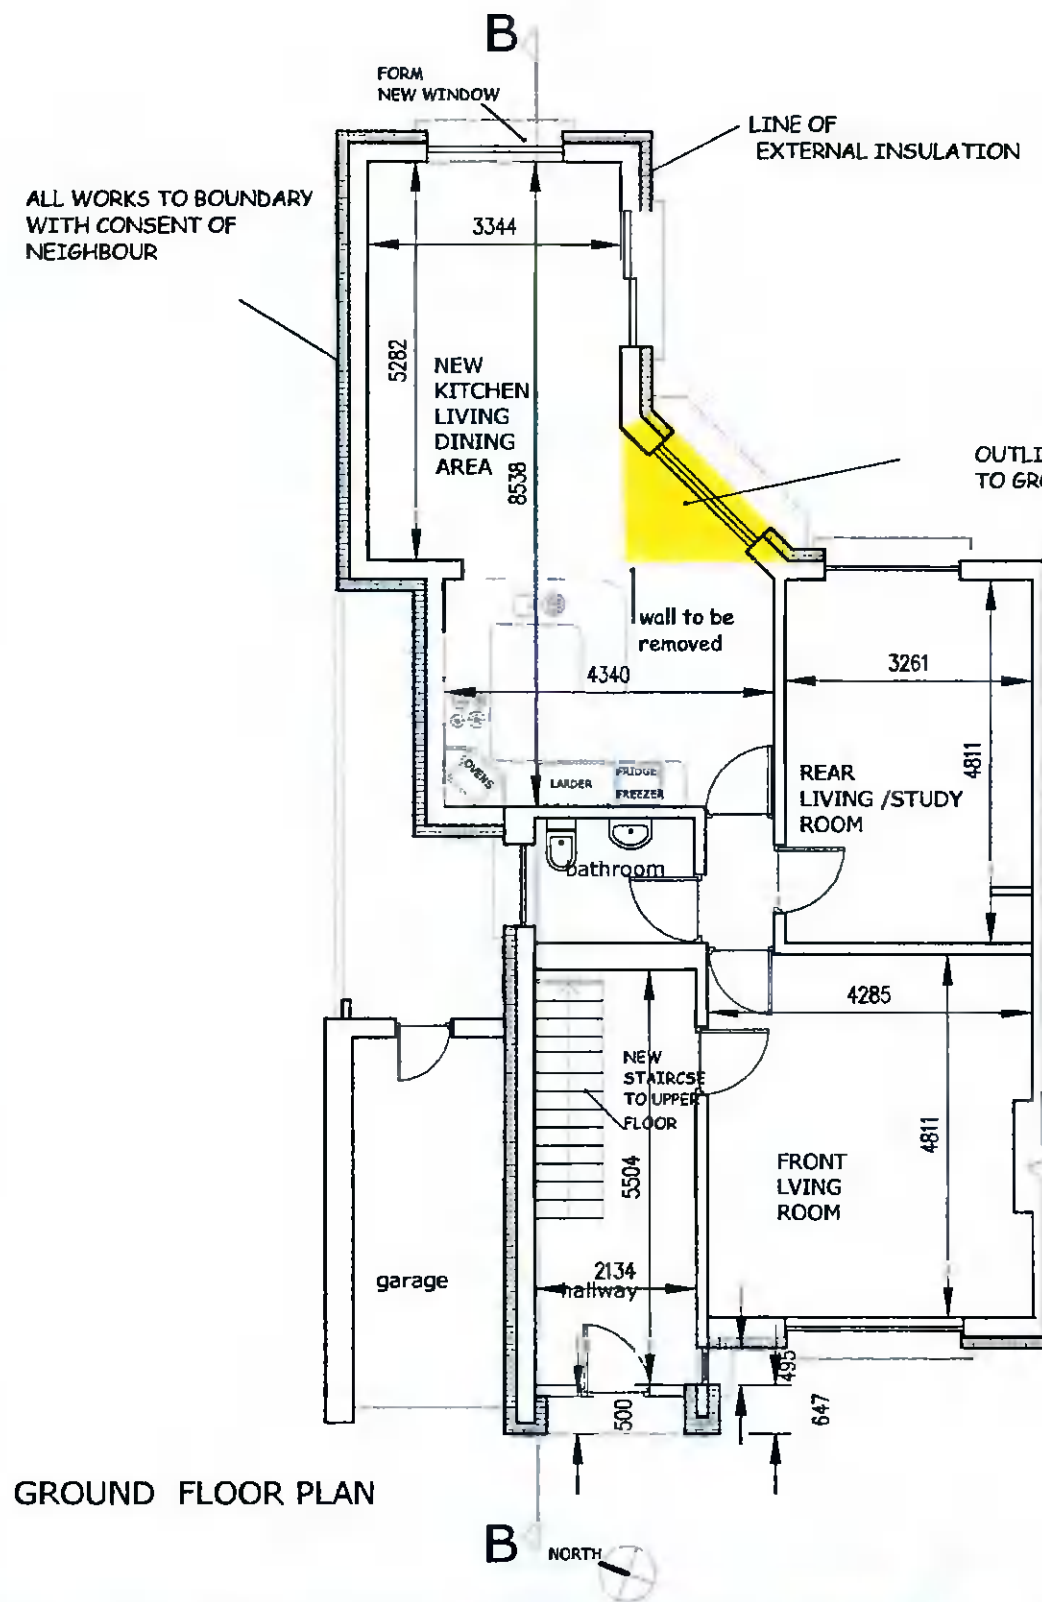 B
FORM
NEW WINDOW
LINE OF
EXTERNAL INSULATION
ALL WORKS TO BOUNDARY
WITH CONSENT OF
NEIGHBOUR
3344
5282
NEW
KITCHEN
LIVING
DINING
AREA
8538
OUTLI
TO GRO
wall to be
removed
4340
3261
4811
OVENS
LARDER
FRIDGE
FREEZER
REAR
LIVING /STUDY
ROOM
bathroom
4285
NEW
STAIRCSE
TO UPPER
FLOOR
5504
4811
FRONT
LVING
ROOM
garage
2134
hallway
495
500
647
GROUND FLOOR PLAN
B
NORTH